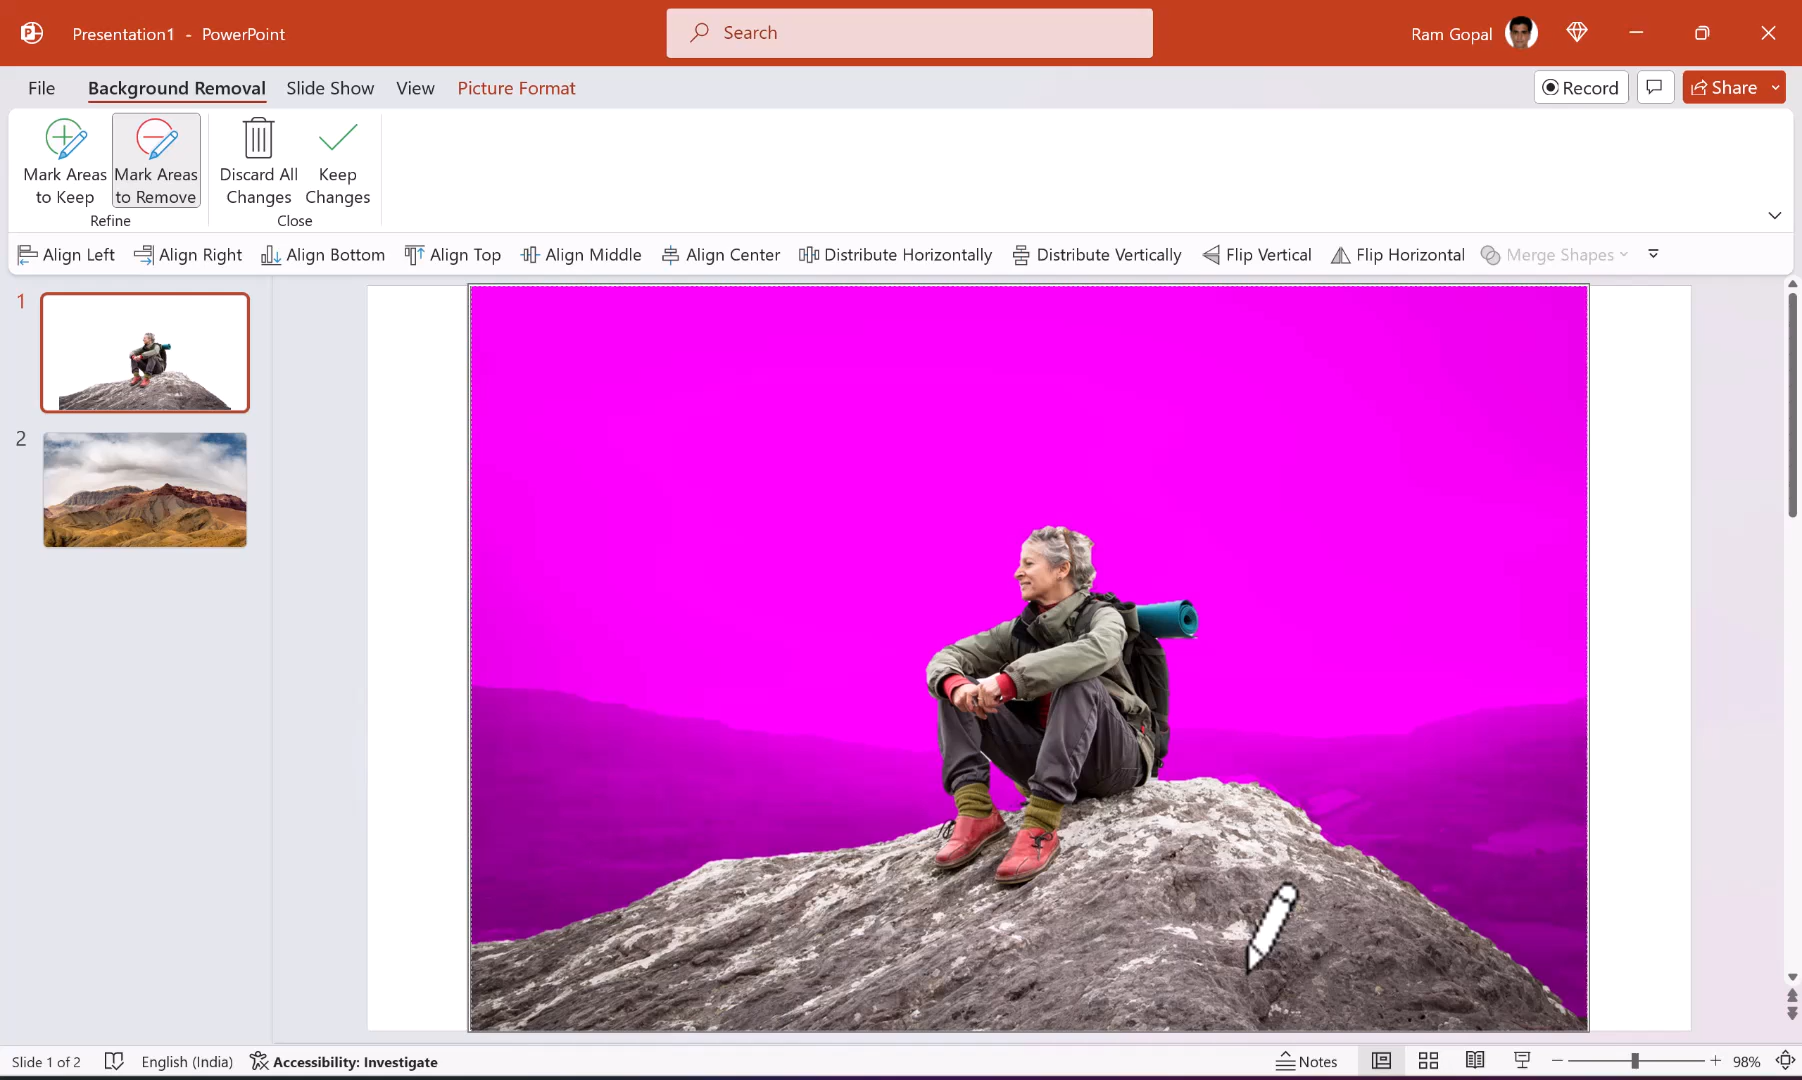 Presentation1 - PowerPoint
Search
Ram Gopal
File Background Removal Slide Show View Picture Format
Record
Share
Mark Areas to Keep
Mark Areas to Remove
Refine
Discard All Changes
Keep Changes
Close
Align Left Align Right Align Bottom Align Top Align Middle Align Center Distribute Horizontally Distribute Vertically Flip Vertical Flip Horizontal Merge Shapes
1
2
Slide 1 of 2 English (India) Accessibility: Investigate Notes 98%